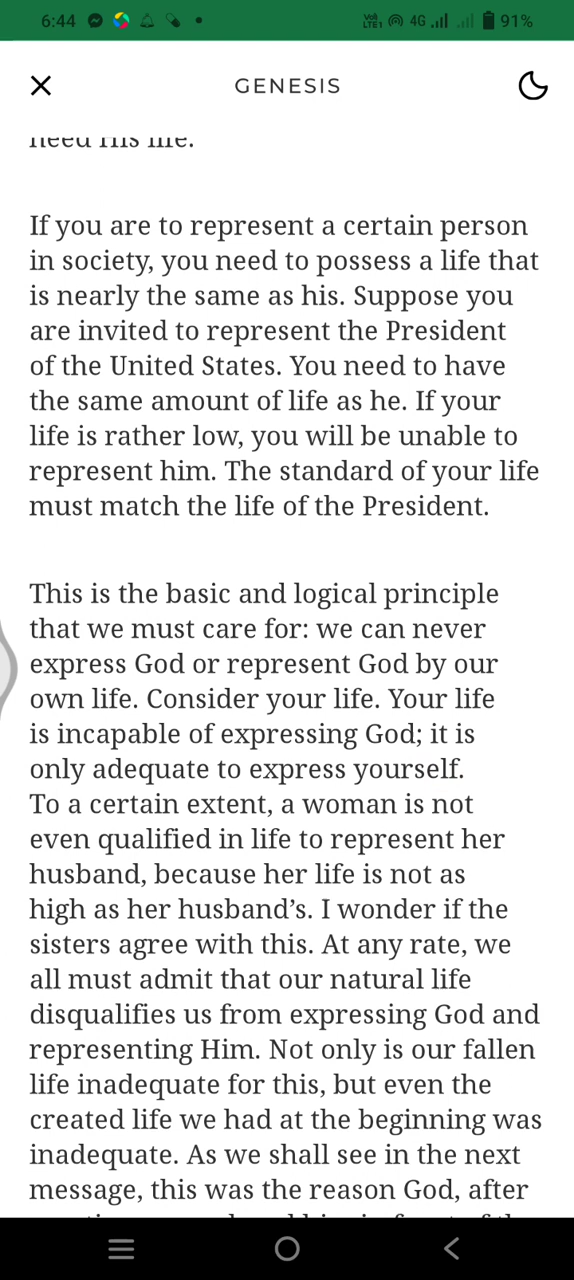 6:44
Vo) LTE1 4G 91%
GENESIS
need His life.
If you are to represent a certain person
in society, you need to possess a life that
is nearly the same as his. Suppose you
are invited to represent the President
of the United States. You need to have
the same amount of life as he. If your
life is rather low, you will be unable to
represent him. The standard of your life
must match the life of the President.
This is the basic and logical principle
that we must care for: we can never
express God or represent God by our
own life. Consider your life. Your life
is incapable of expressing God; it is
only adequate to express yourself.
To a certain extent, a woman is not
even qualified in life to represent her
husband, because her life is not as
high as her husband’s. I wonder if the
sisters agree with this. At any rate, we
all must admit that our natural life
disqualifies us from expressing God and
representing Him. Not only is our fallen
life inadequate for this, but even the
created life we had at the beginning was
inadequate. As we shall see in the next
message, this was the reason God, after